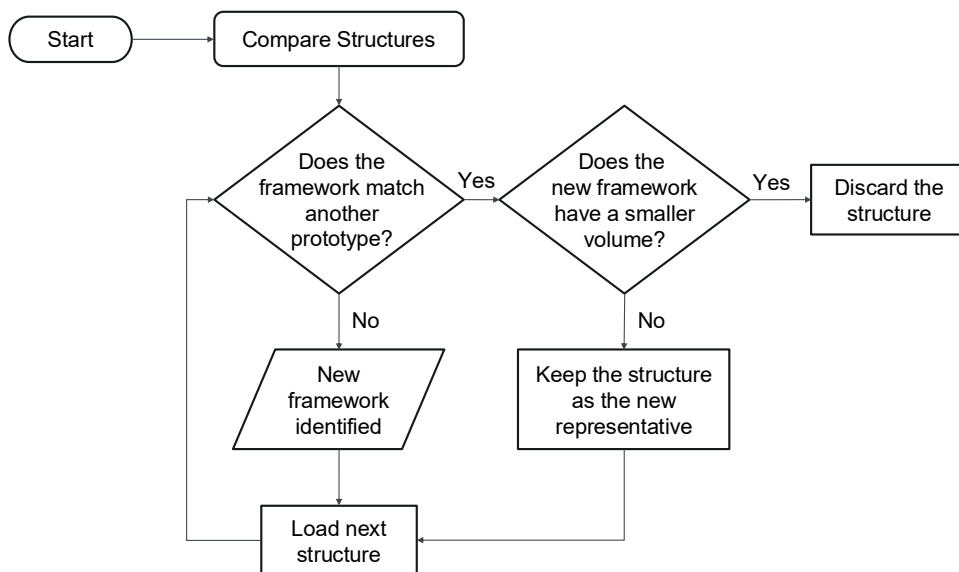 Start
Compare Structures
Does the
framework match
another
prototype?
Yes
Does the
new framework
have a smaller
volume?
Yes
Discard the
structure
No
No
New
framework
identified
Keep the structure
as the new
representative
Load next
structure